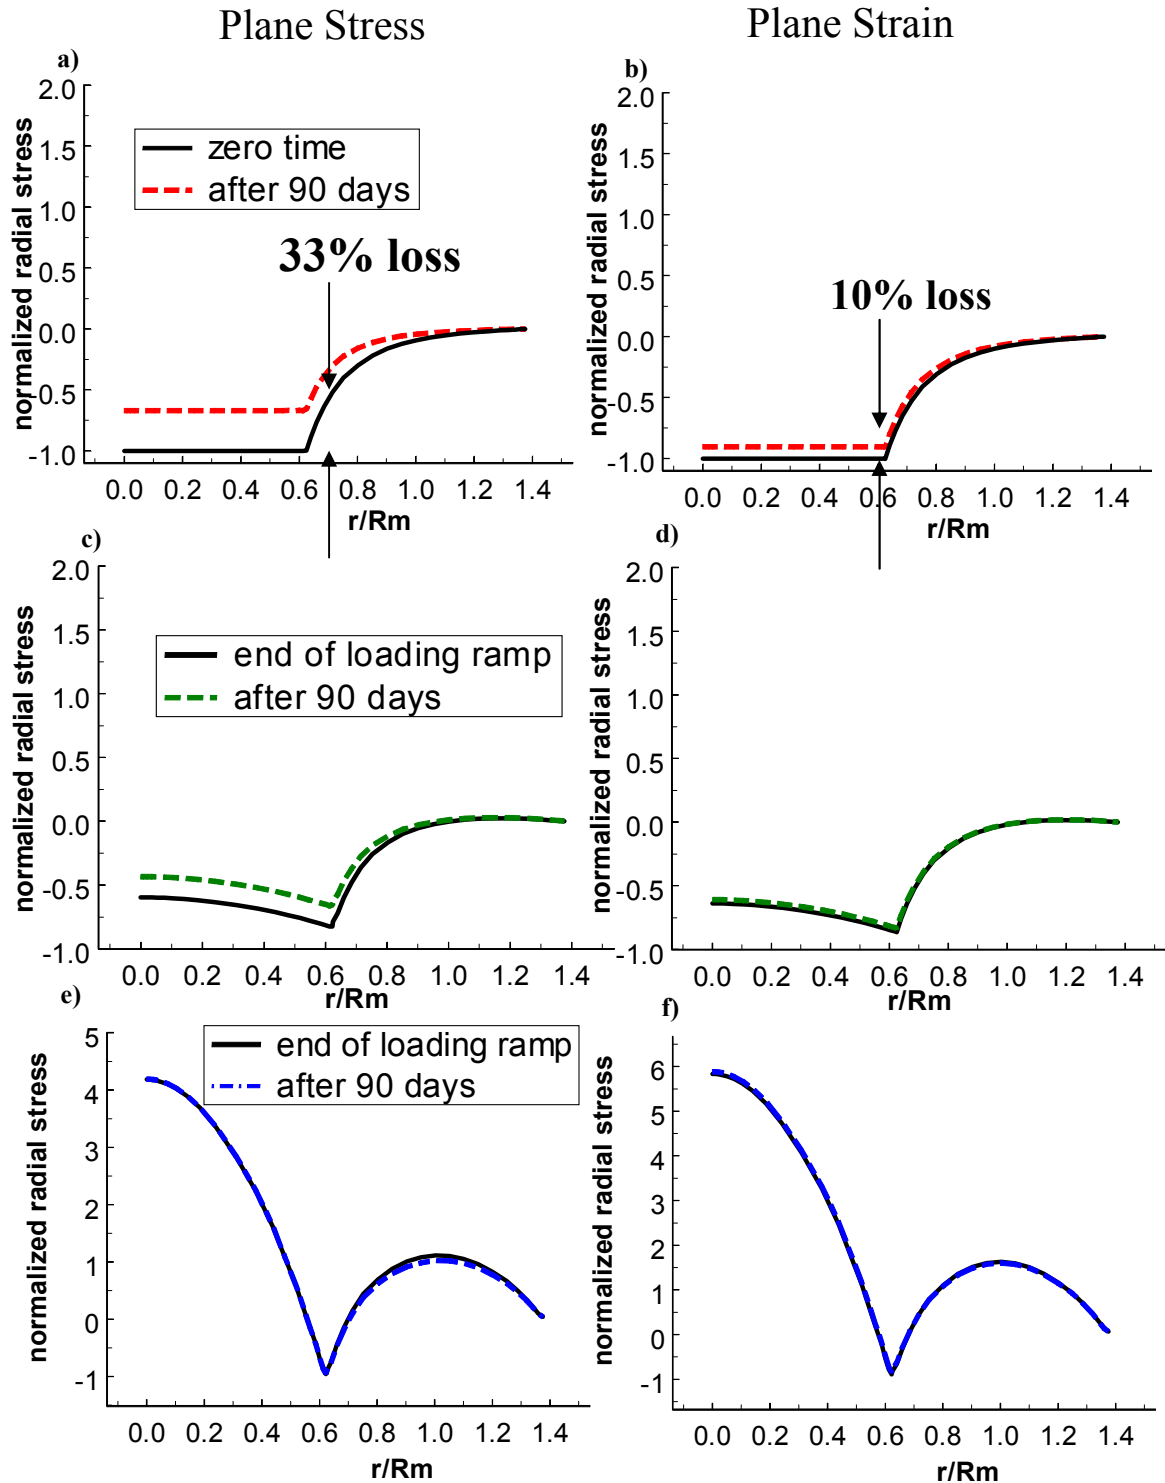 Plane Stress
Plane Strain
a)
2.0
1.5
1.0
0.5
0.0
-0.5
-1.0
normalized radial stress
zero time
after 90 days
33% loss
0.0 0.2 0.4 0.6 0.8 1.0 1.2 1.4
r/Rm
b)
2.0
1.5
1.0
0.5
0.0
-0.5
-1.0
normalized radial stress
10% loss
0.0 0.2 0.4 0.6 0.8 1.0 1.2 1.4
r/Rm
c)
2.0
1.5
1.0
0.5
0.0
-0.5
-1.0
normalized radial stress
end of loading ramp
after 90 days
0.0 0.2 0.4 0.6 0.8 1.0 1.2 1.4
r/Rm
d)
2.0
1.5
1.0
0.5
0.0
-0.5
-1.0
normalized radial stress
0.0 0.2 0.4 0.6 0.8 1.0 1.2 1.4
r/Rm
e)
5
4
3
2
1
0
-1
normalized radial stress
end of loading ramp
after 90 days
0.0 0.2 0.4 0.6 0.8 1.0 1.2 1.4
r/Rm
f)
6
5
4
3
2
1
0
-1
normalized radial stress
0.0 0.2 0.4 0.6 0.8 1.0 1.2 1.4
r/Rm